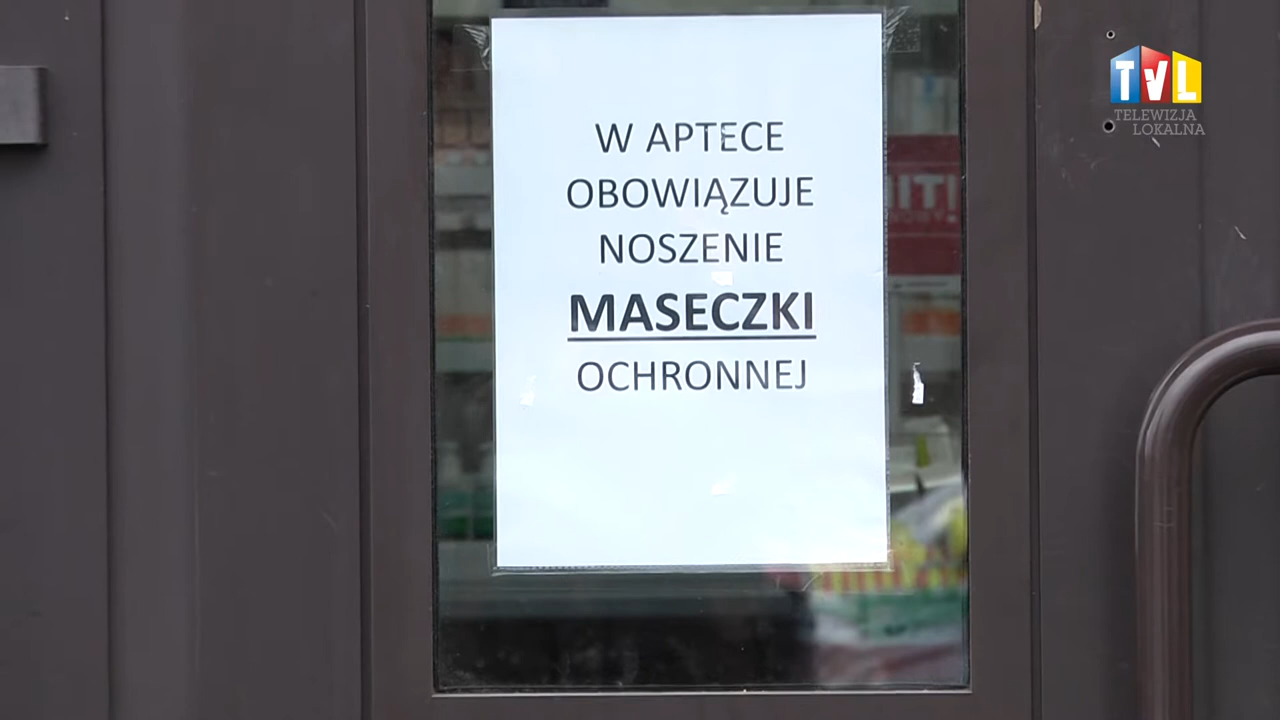 W APTECE
OBOWIĄZUJE
NOSZENIE
MASECZKI
OCHRONNEJ
TVL
TELEWIZJA
LOKALNA